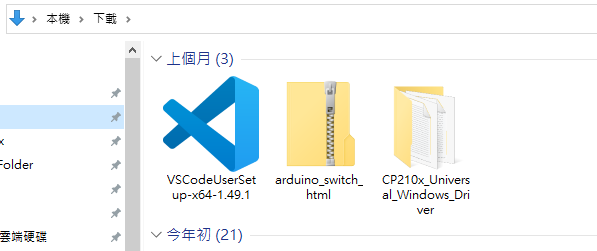 本機 > 下載 >
上個月 (3)
x
Folder
雲端硬碟
VSCodeUserSet
up-x64-1.49.1
arduino_switch_
html
CP210x_Univers
al_Windows_Dri
ver
今年初 (21)